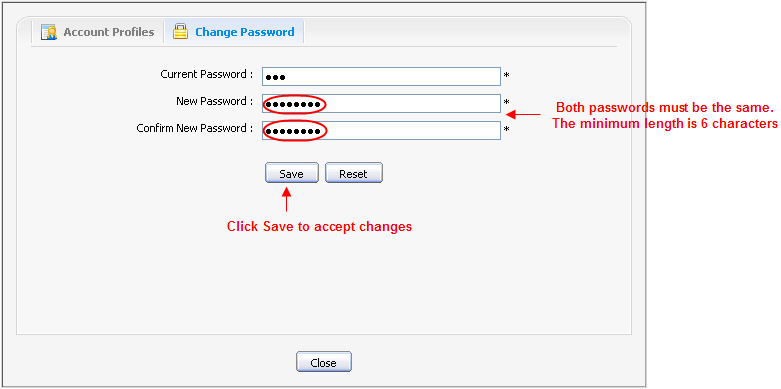 Account Profiles
Change Password
Current Password :
*
New Password :
*
Confirm New Password :
*
Both passwords must be the same.
The minimum length is 6 characters
Save
Reset
Click Save to accept changes
Close